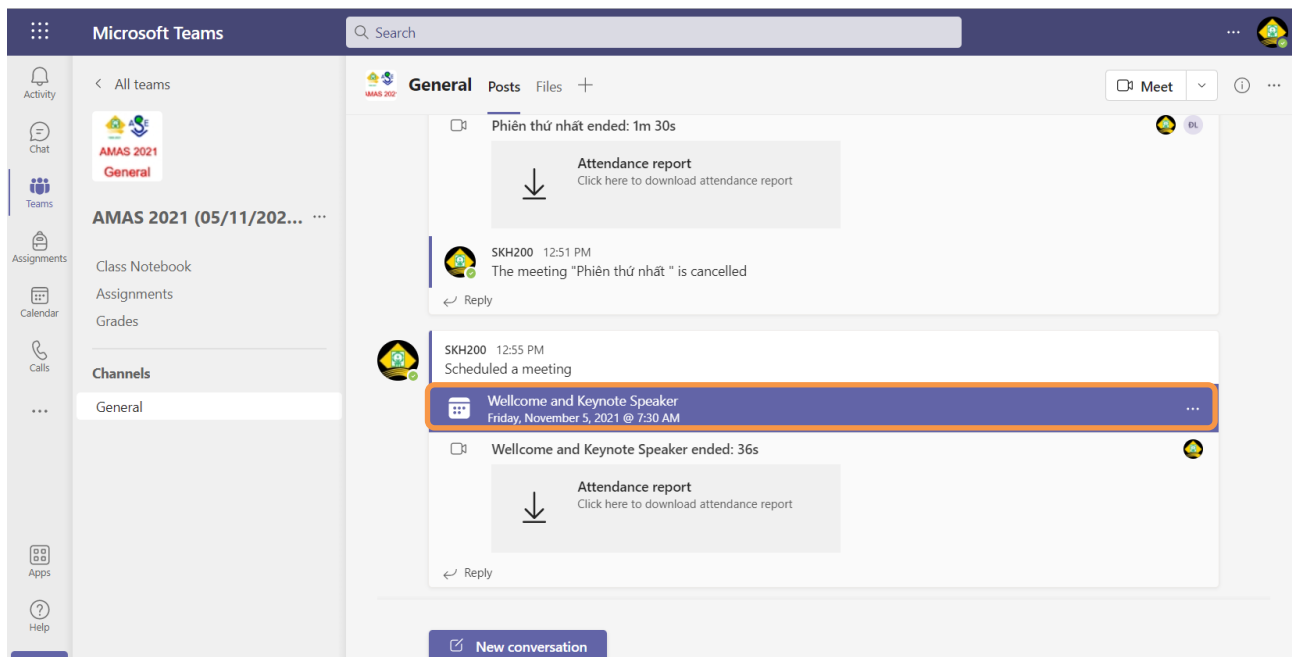 Microsoft Teams
Search
Activity
Chat
Teams
Assignments
Calendar
Calls
Apps
Help
All teams
AMAS 2021
General
AMAS 2021 (05/11/202...
Class Notebook
Assignments
Grades
Channels
General
General Posts Files
Meet
Phiên thứ nhất ended: 1m 30s
ĐL
Attendance report
Click here to download attendance report
SKH200 12:51 PM
The meeting "Phiên thứ nhất " is cancelled
Reply
SKH200 12:55 PM
Scheduled a meeting
Wellcome and Keynote Speaker
Friday, November 5, 2021 @ 7:30 AM
Wellcome and Keynote Speaker ended: 36s
Attendance report
Click here to download attendance report
Reply
New conversation